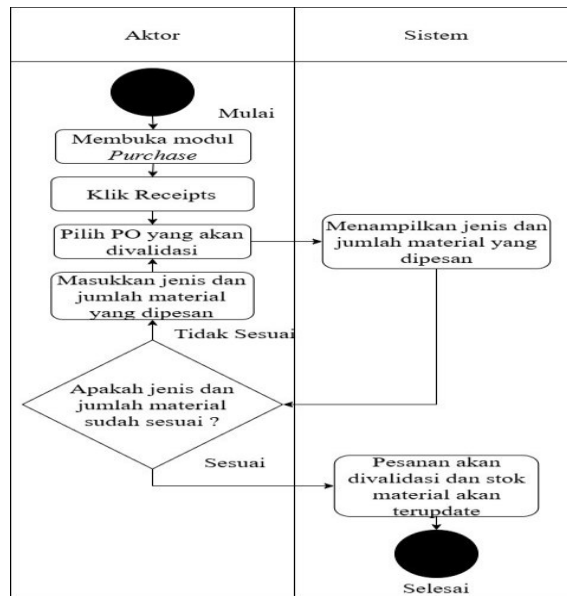 Aktor
Sistem
Mulai
Membuka modul
Purchase
Klik Receipts
Pilih PO yang akan
divalidasi
Menampilkan jenis dan
jumlah material yang
dipesan
Masukkan jenis dan
jumlah material
yang dipesan
Tidak Sesuai
Apakah jenis dan
jumlah material
sudah sesuai ?
Sesuai
Pesanan akan
divalidasi dan stok
material akan
terupdate
Selesai